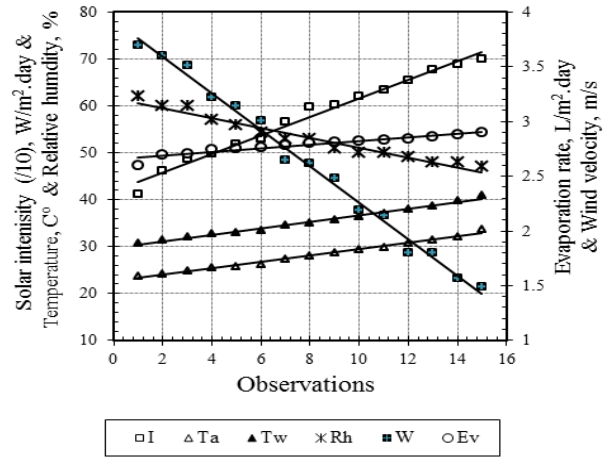 Solar intenisity (/10), W/m².day &
Temperature, C° & Relative humdity, %
80
70
60
50
40
30
20
10
4
3.5
3
2.5
2
1.5
1
Evaporation rate, L/m².day
& Wind velocity, m/s
0 2 4 6 8 10 12 14 16
Observations
I Ta Tw Rh W Ev